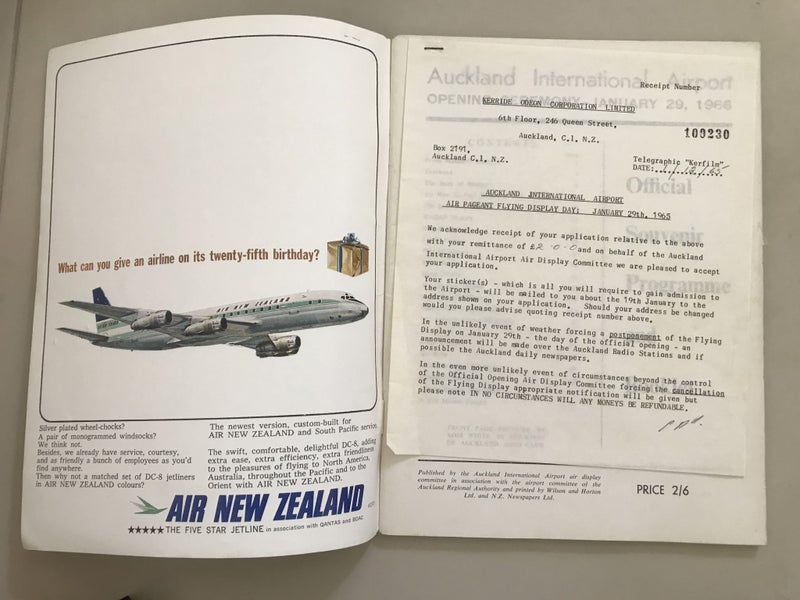 What can you give an airline on its twenty-fifth birthday?
AIR NEW ZEALAND
Silver plated wheel-chocks?
A pair of monogrammed windsocks?
We think not.
Besides, we already have service, courtesy,
and as friendly a bunch of employees as you'd
find anywhere.
Then why not a matched set of DC-8 jetliners
in AIR NEW ZEALAND colours?
The newest version, custom-built for
AIR NEW ZEALAND and South Pacific service.
The swift, comfortable, delightful DC-8, adding
extra ease, extra efficiency, extra friendliness
to the pleasures of flying to North America,
Australia, throughout the Pacific and to the
Orient with AIR NEW ZEALAND.
AIR NEW ZEALAND
★★★★★THE FIVE STAR JETLINE in association with QANTAS and BOAC
Auckland International Airport
OPENING CEREMONY JANUARY 29, 1966
Receipt Number
KERRIDGE ODEON CORPORATION LIMITED
6th Floor, 246 Queen Street,
Auckland, C.1, N.Z.
100230
Box 2191,
Auckland C.1, N.Z.
Telegraphic "Kerfilm"
DATE:
CONTENTS
Official
Souvenir
Programme
AUCKLAND INTERNATIONAL AIRPORT
AIR PAGEANT FLYING DISPLAY DAY; JANUARY 29th, 1965
We acknowledge receipt of your application relative to the above
with your remittance of £2-0-0 and on behalf of the Auckland
International Airport Air Display Committee we are pleased to accept
your application.
Your sticker(s) - which is all you will require to gain admission to
the Airport - will be mailed to you about the 19th January to the
address shown on your application. Should your address be changed
would you please advise quoting receipt number above.
In the unlikely event of weather forcing a postponement of the Flying
Display on January 29th - the day of the official opening - an
announcement will be made over the Auckland Radio Stations and if
possible the Auckland daily newspapers.
In the even more unlikely event of circumstances beyond the control
of the Official Opening Air Display Committee forcing the cancellation
of the Flying Display appropriate notification will be given but
please note IN NO CIRCUMSTANCES WILL ANY MONEYS BE REFUNDABLE.
Published by the Auckland International Airport air display
committee in association with the airport committee of the
Auckland Regional Authority and printed by Wilson and Horton
Ltd. and N.Z. Newspapers Ltd.
PRICE 2/6